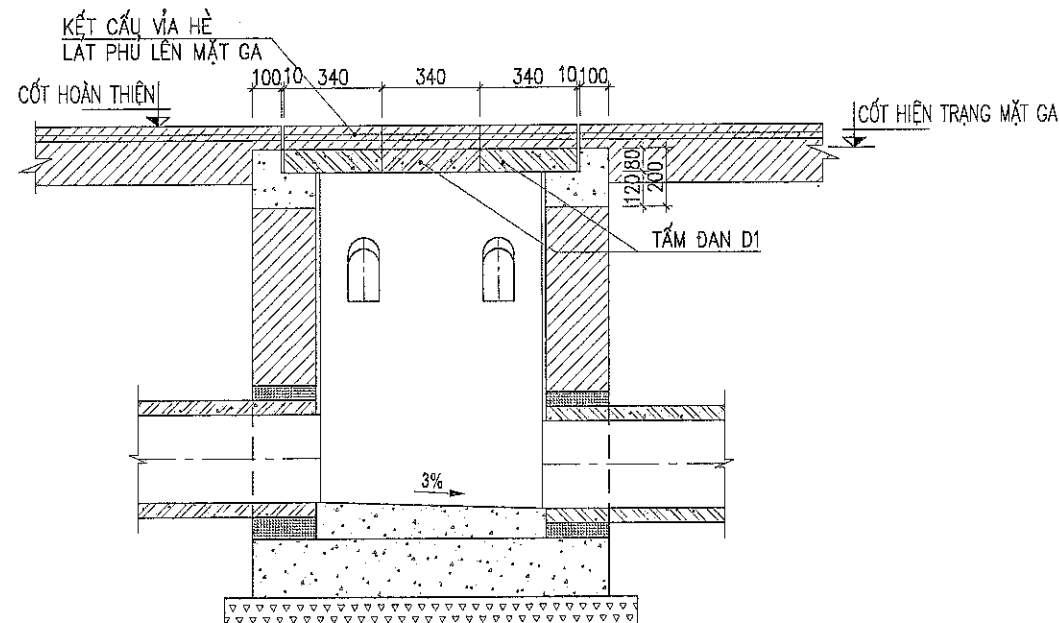 KẾT CẤU VỈA HÈ
LÁT PHỦ LÊN MẶT GA
100 10 340 340 340 10 100
CỐT HOÀN THIỆN
CỐT HIỆN TRẠNG MẶT GA
80
120
200
TẤM ĐAN D1
3%